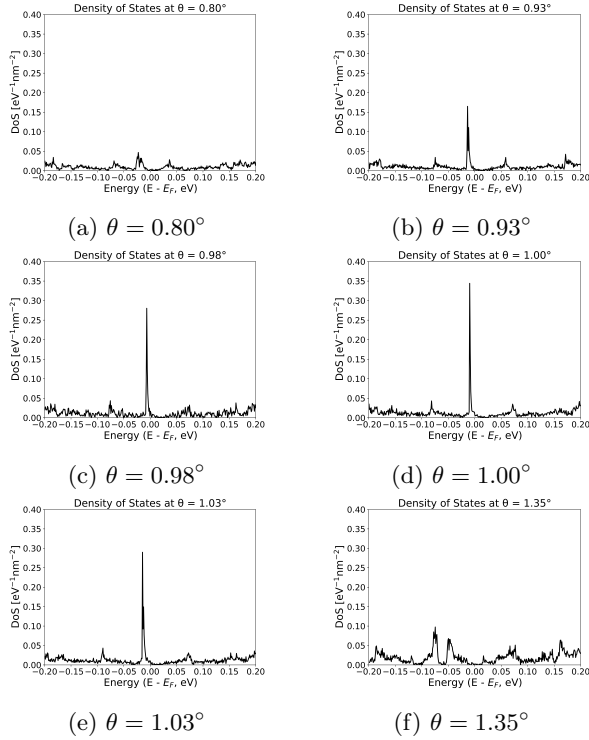 Density of States at θ = 0.80°
DoS [eV⁻¹nm⁻²]
0.40
0.35
0.30
0.25
0.20
0.15
0.10
0.05
0.00
−0.20 −0.15 −0.10 −0.05 0.00 0.05 0.10 0.15 0.20
Energy (E - E_F, eV)
(a) θ = 0.80°
Density of States at θ = 0.93°
DoS [eV⁻¹nm⁻²]
0.40
0.35
0.30
0.25
0.20
0.15
0.10
0.05
0.00
−0.20 −0.15 −0.10 −0.05 0.00 0.05 0.10 0.15 0.20
Energy (E - E_F, eV)
(b) θ = 0.93°
Density of States at θ = 0.98°
DoS [eV⁻¹nm⁻²]
0.40
0.35
0.30
0.25
0.20
0.15
0.10
0.05
0.00
−0.20 −0.15 −0.10 −0.05 0.00 0.05 0.10 0.15 0.20
Energy (E - E_F, eV)
(c) θ = 0.98°
Density of States at θ = 1.00°
DoS [eV⁻¹nm⁻²]
0.40
0.35
0.30
0.25
0.20
0.15
0.10
0.05
0.00
−0.20 −0.15 −0.10 −0.05 0.00 0.05 0.10 0.15 0.20
Energy (E - E_F, eV)
(d) θ = 1.00°
Density of States at θ = 1.03°
DoS [eV⁻¹nm⁻²]
0.40
0.35
0.30
0.25
0.20
0.15
0.10
0.05
0.00
−0.20 −0.15 −0.10 −0.05 0.00 0.05 0.10 0.15 0.20
Energy (E - E_F, eV)
(e) θ = 1.03°
Density of States at θ = 1.35°
DoS [eV⁻¹nm⁻²]
0.40
0.35
0.30
0.25
0.20
0.15
0.10
0.05
0.00
−0.20 −0.15 −0.10 −0.05 0.00 0.05 0.10 0.15 0.20
Energy (E - E_F, eV)
(f) θ = 1.35°